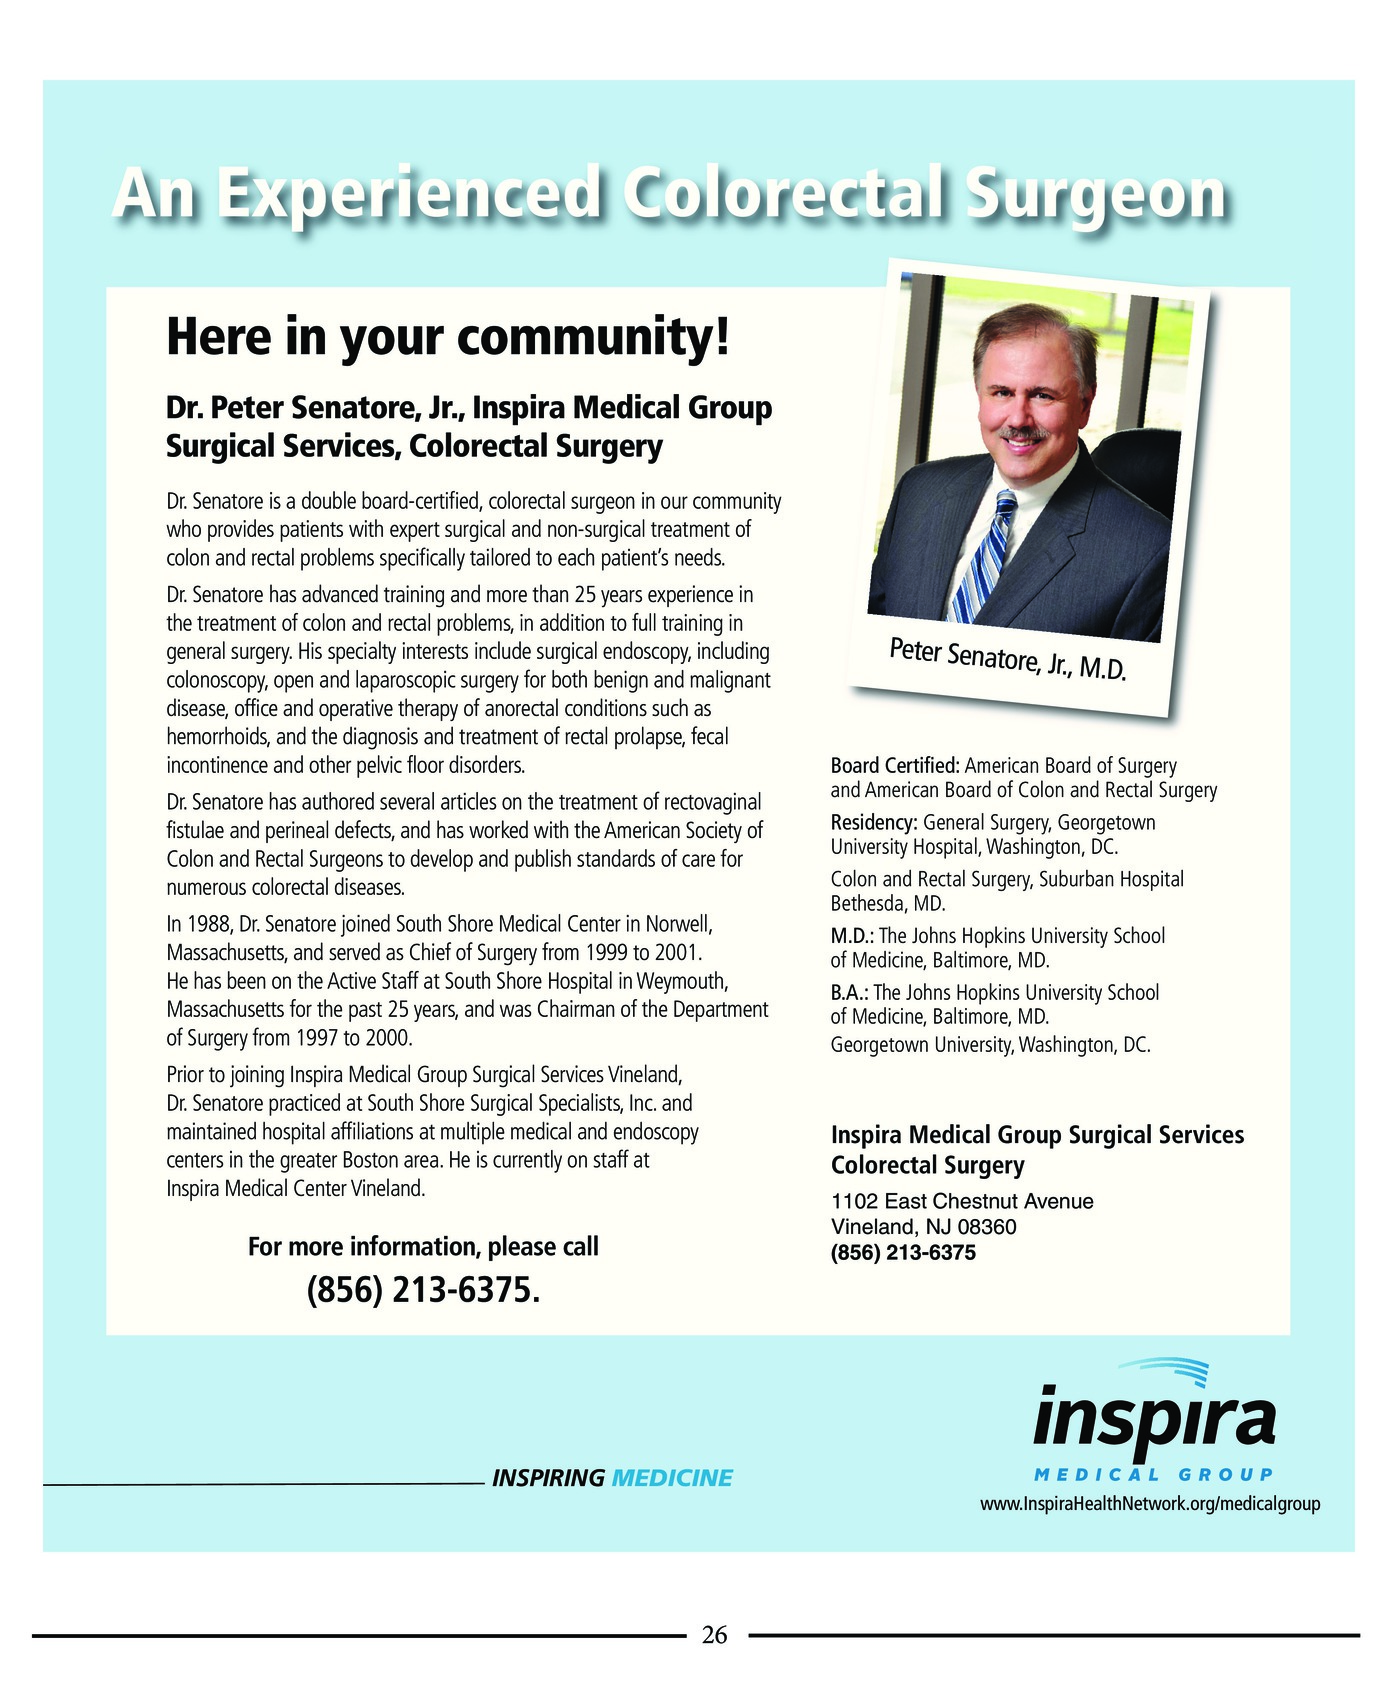 An Experienced Colorectal Surgeon
Here in your community!
Dr. Peter Senatore, Jr., Inspira Medical Group
Surgical Services, Colorectal Surgery
Dr. Senatore is a double board-certified, colorectal surgeon in our community
who provides patients with expert surgical and non-surgical treatment of
colon and rectal problems specifically tailored to each patient's needs.
Dr. Senatore has advanced training and more than 25 years experience in
the treatment of colon and rectal problems, in addition to full training in
general surgery. His specialty interests include surgical endoscopy, including
colonoscopy, open and laparoscopic surgery for both benign and malignant
disease, office and operative therapy of anorectal conditions such as
hemorrhoids, and the diagnosis and treatment of rectal prolapse, fecal
incontinence and other pelvic floor disorders.
Dr. Senatore has authored several articles on the treatment of rectovaginal
fistulae and perineal defects, and has worked with the American Society of
Colon and Rectal Surgeons to develop and publish standards of care for
numerous colorectal diseases.
In 1988, Dr. Senatore joined South Shore Medical Center in Norwell,
Massachusetts, and served as Chief of Surgery from 1999 to 2001.
He has been on the Active Staff at South Shore Hospital in Weymouth,
Massachusetts for the past 25 years, and was Chairman of the Department
of Surgery from 1997 to 2000.
Prior to joining Inspira Medical Group Surgical Services Vineland,
Dr. Senatore practiced at South Shore Surgical Specialists, Inc. and
maintained hospital affiliations at multiple medical and endoscopy
centers in the greater Boston area. He is currently on staff at
Inspira Medical Center Vineland.
For more information, please call
(856) 213-6375.
Peter Senatore, Jr., M.D.
Board Certified: American Board of Surgery
and American Board of Colon and Rectal Surgery
Residency: General Surgery, Georgetown
University Hospital, Washington, DC.
Colon and Rectal Surgery, Suburban Hospital
Bethesda, MD.
M.D.: The Johns Hopkins University School
of Medicine, Baltimore, MD.
B.A.: The Johns Hopkins University School
of Medicine, Baltimore, MD.
Georgetown University, Washington, DC.
Inspira Medical Group Surgical Services
Colorectal Surgery
1102 East Chestnut Avenue
Vineland, NJ 08360
(856) 213-6375
INSPIRING MEDICINE
inspira
MEDICAL GROUP
www.InspiraHealthNetwork.org/medicalgroup
26